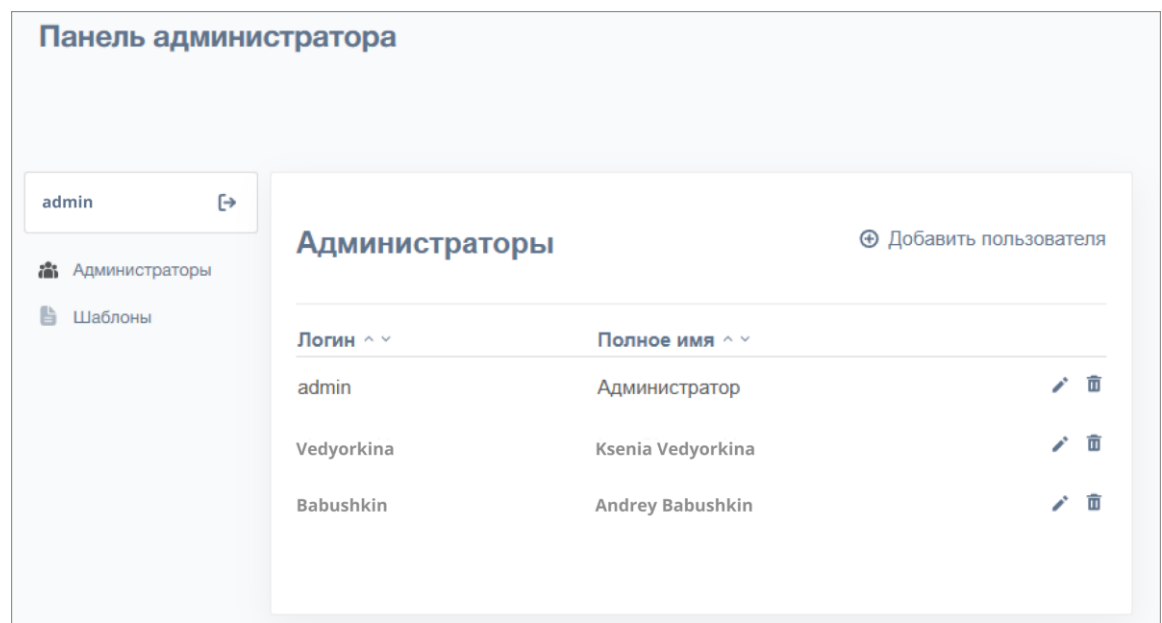 Панель администратора
admin
Администраторы
Шаблоны
Администраторы
Добавить пользователя
Логин Полное имя
admin Администратор
Vedyorkina Ksenia Vedyorkina
Babushkin Andrey Babushkin